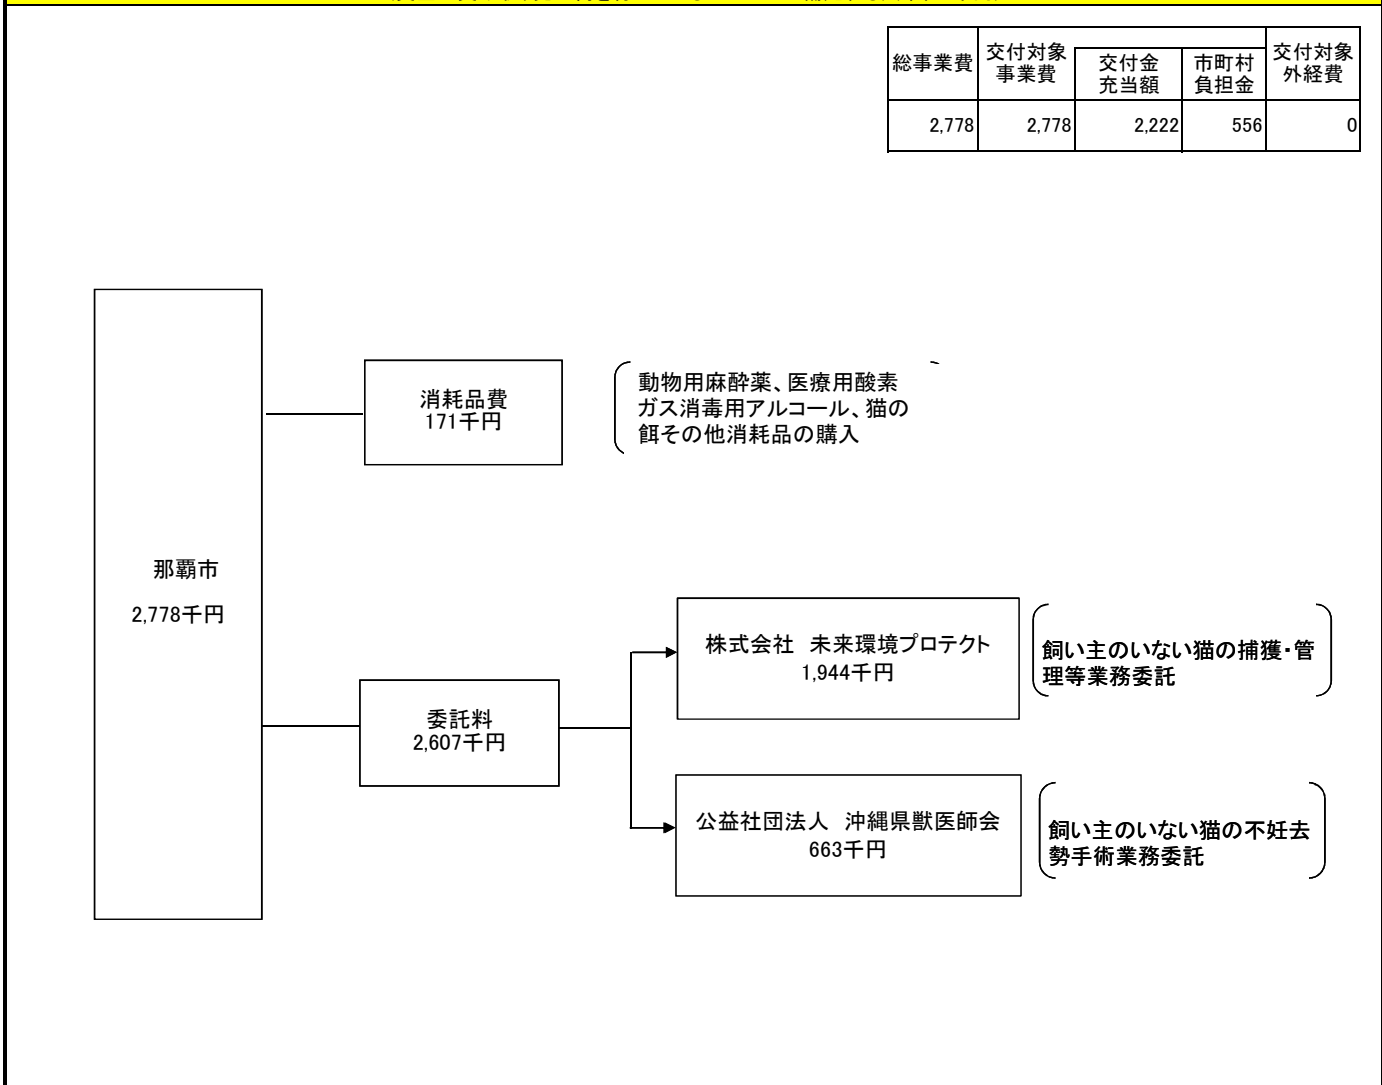 総事業費
交付対象
事業費
交付金
充当額
市町村
負担金
交付対象
外経費
2,778
2,778
2,222
556
0
消耗品費
171千円
動物用麻酔薬、医療用酸素
ガス消毒用アルコール、猫の
餌その他消耗品の購入
那覇市
2,778千円
委託料
2,607千円
株式会社 未来環境プロテクト
1,944千円
飼い主のいない猫の捕獲・管
理等業務委託
公益社団法人 沖縄県獣医師会
663千円
飼い主のいない猫の不妊去
勢手術業務委託